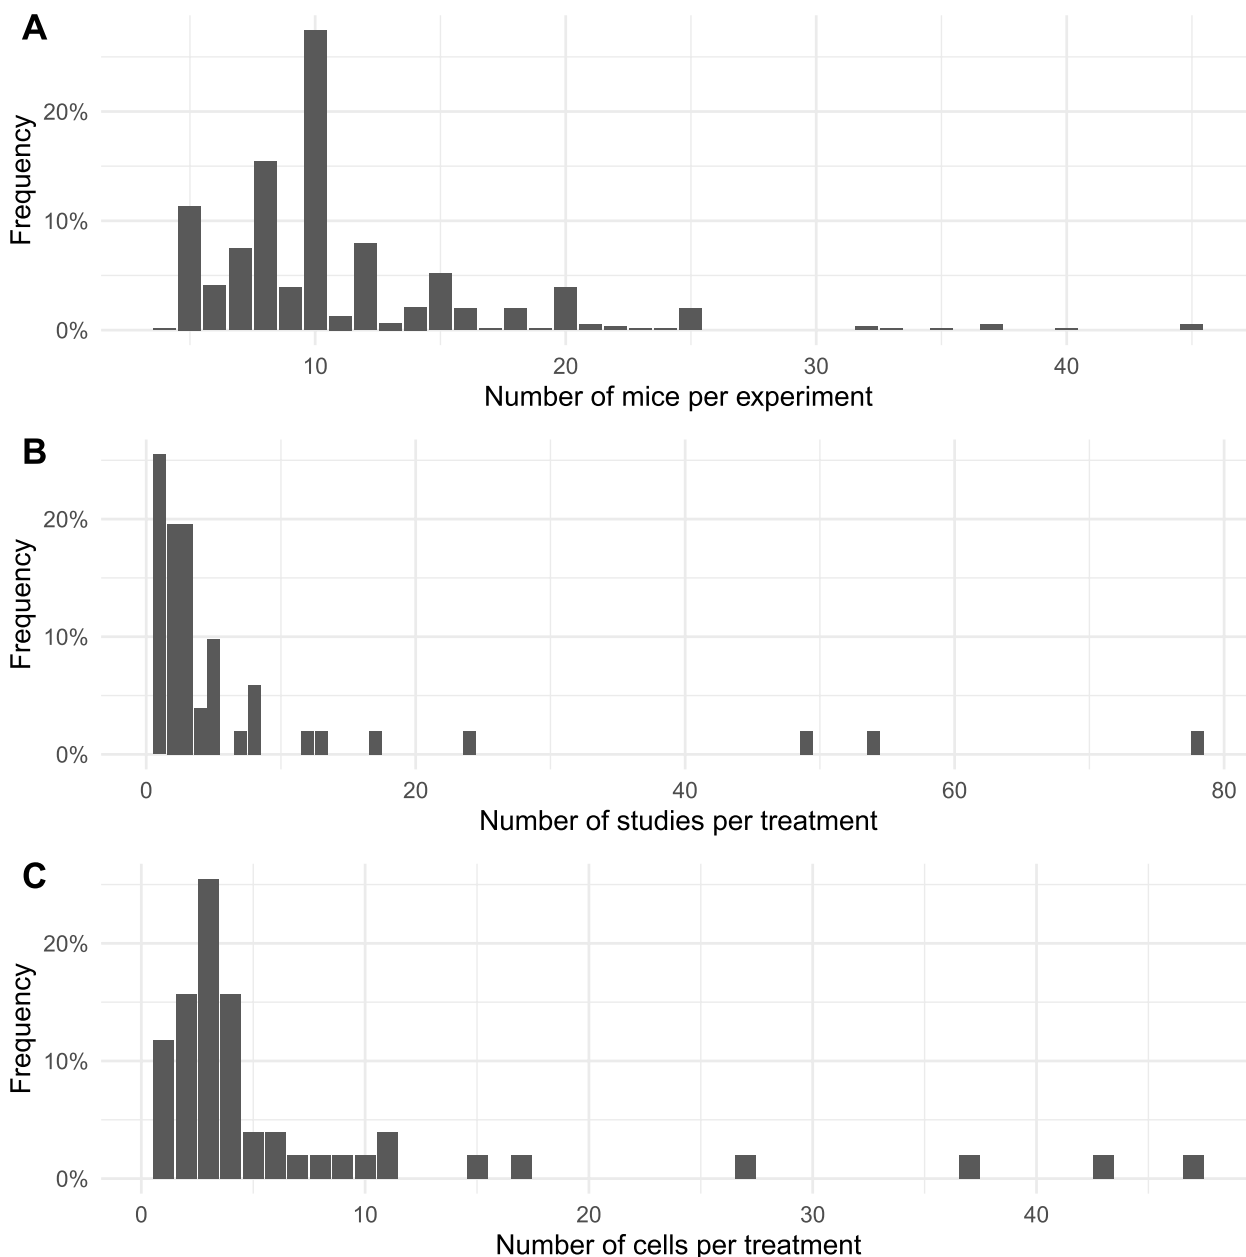 A
Frequency
20%
10%
0%
10 20 30 40
Number of mice per experiment
B
Frequency
20%
10%
0%
0 20 40 60 80
Number of studies per treatment
C
Frequency
20%
10%
0%
0 10 20 30 40
Number of cells per treatment